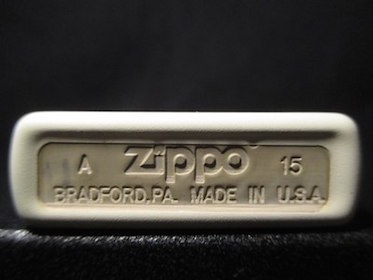 A Zippo 15
BRADFORD,PA. MADE IN U.S.A.